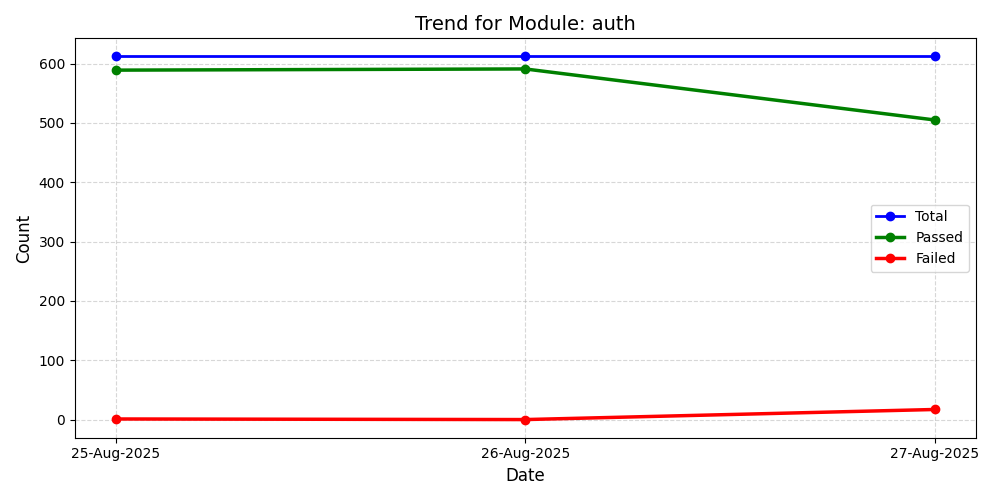 Trend for Module: auth
Count
600
500
400
300
200
100
0
Total
Passed
Failed
25-Aug-2025
26-Aug-2025
27-Aug-2025
Date